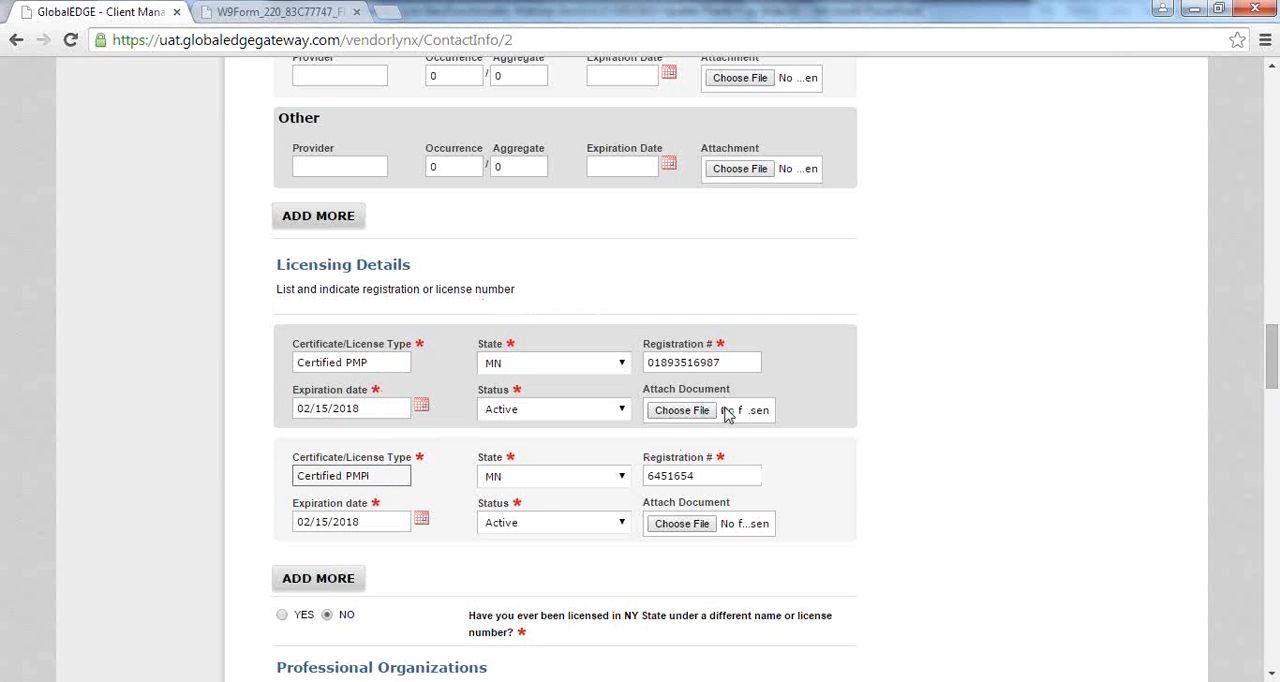 GlobalEDGE - Client Mana
W9Form_220_83C77747_F
https://uat.globaledgegateway.com/vendorlynx/ContactInfo/2
Provider Occurrence Aggregate Expiration Date Attachment
0 / 0 Choose File No ...en
Other
Provider Occurrence Aggregate Expiration Date Attachment
0 / 0 Choose File No ...en
ADD MORE
Licensing Details
List and indicate registration or license number
Certificate/License Type * State * Registration # *
Certified PMP MN 01893516987
Expiration date * Status * Attach Document
02/15/2018 Active Choose File No f...sen
Certificate/License Type * State * Registration # *
Certified PMPI MN 6451654
Expiration date * Status * Attach Document
02/15/2018 Active Choose File No f...sen
ADD MORE
YES NO Have you ever been licensed in NY State under a different name or license
number? *
Professional Organizations